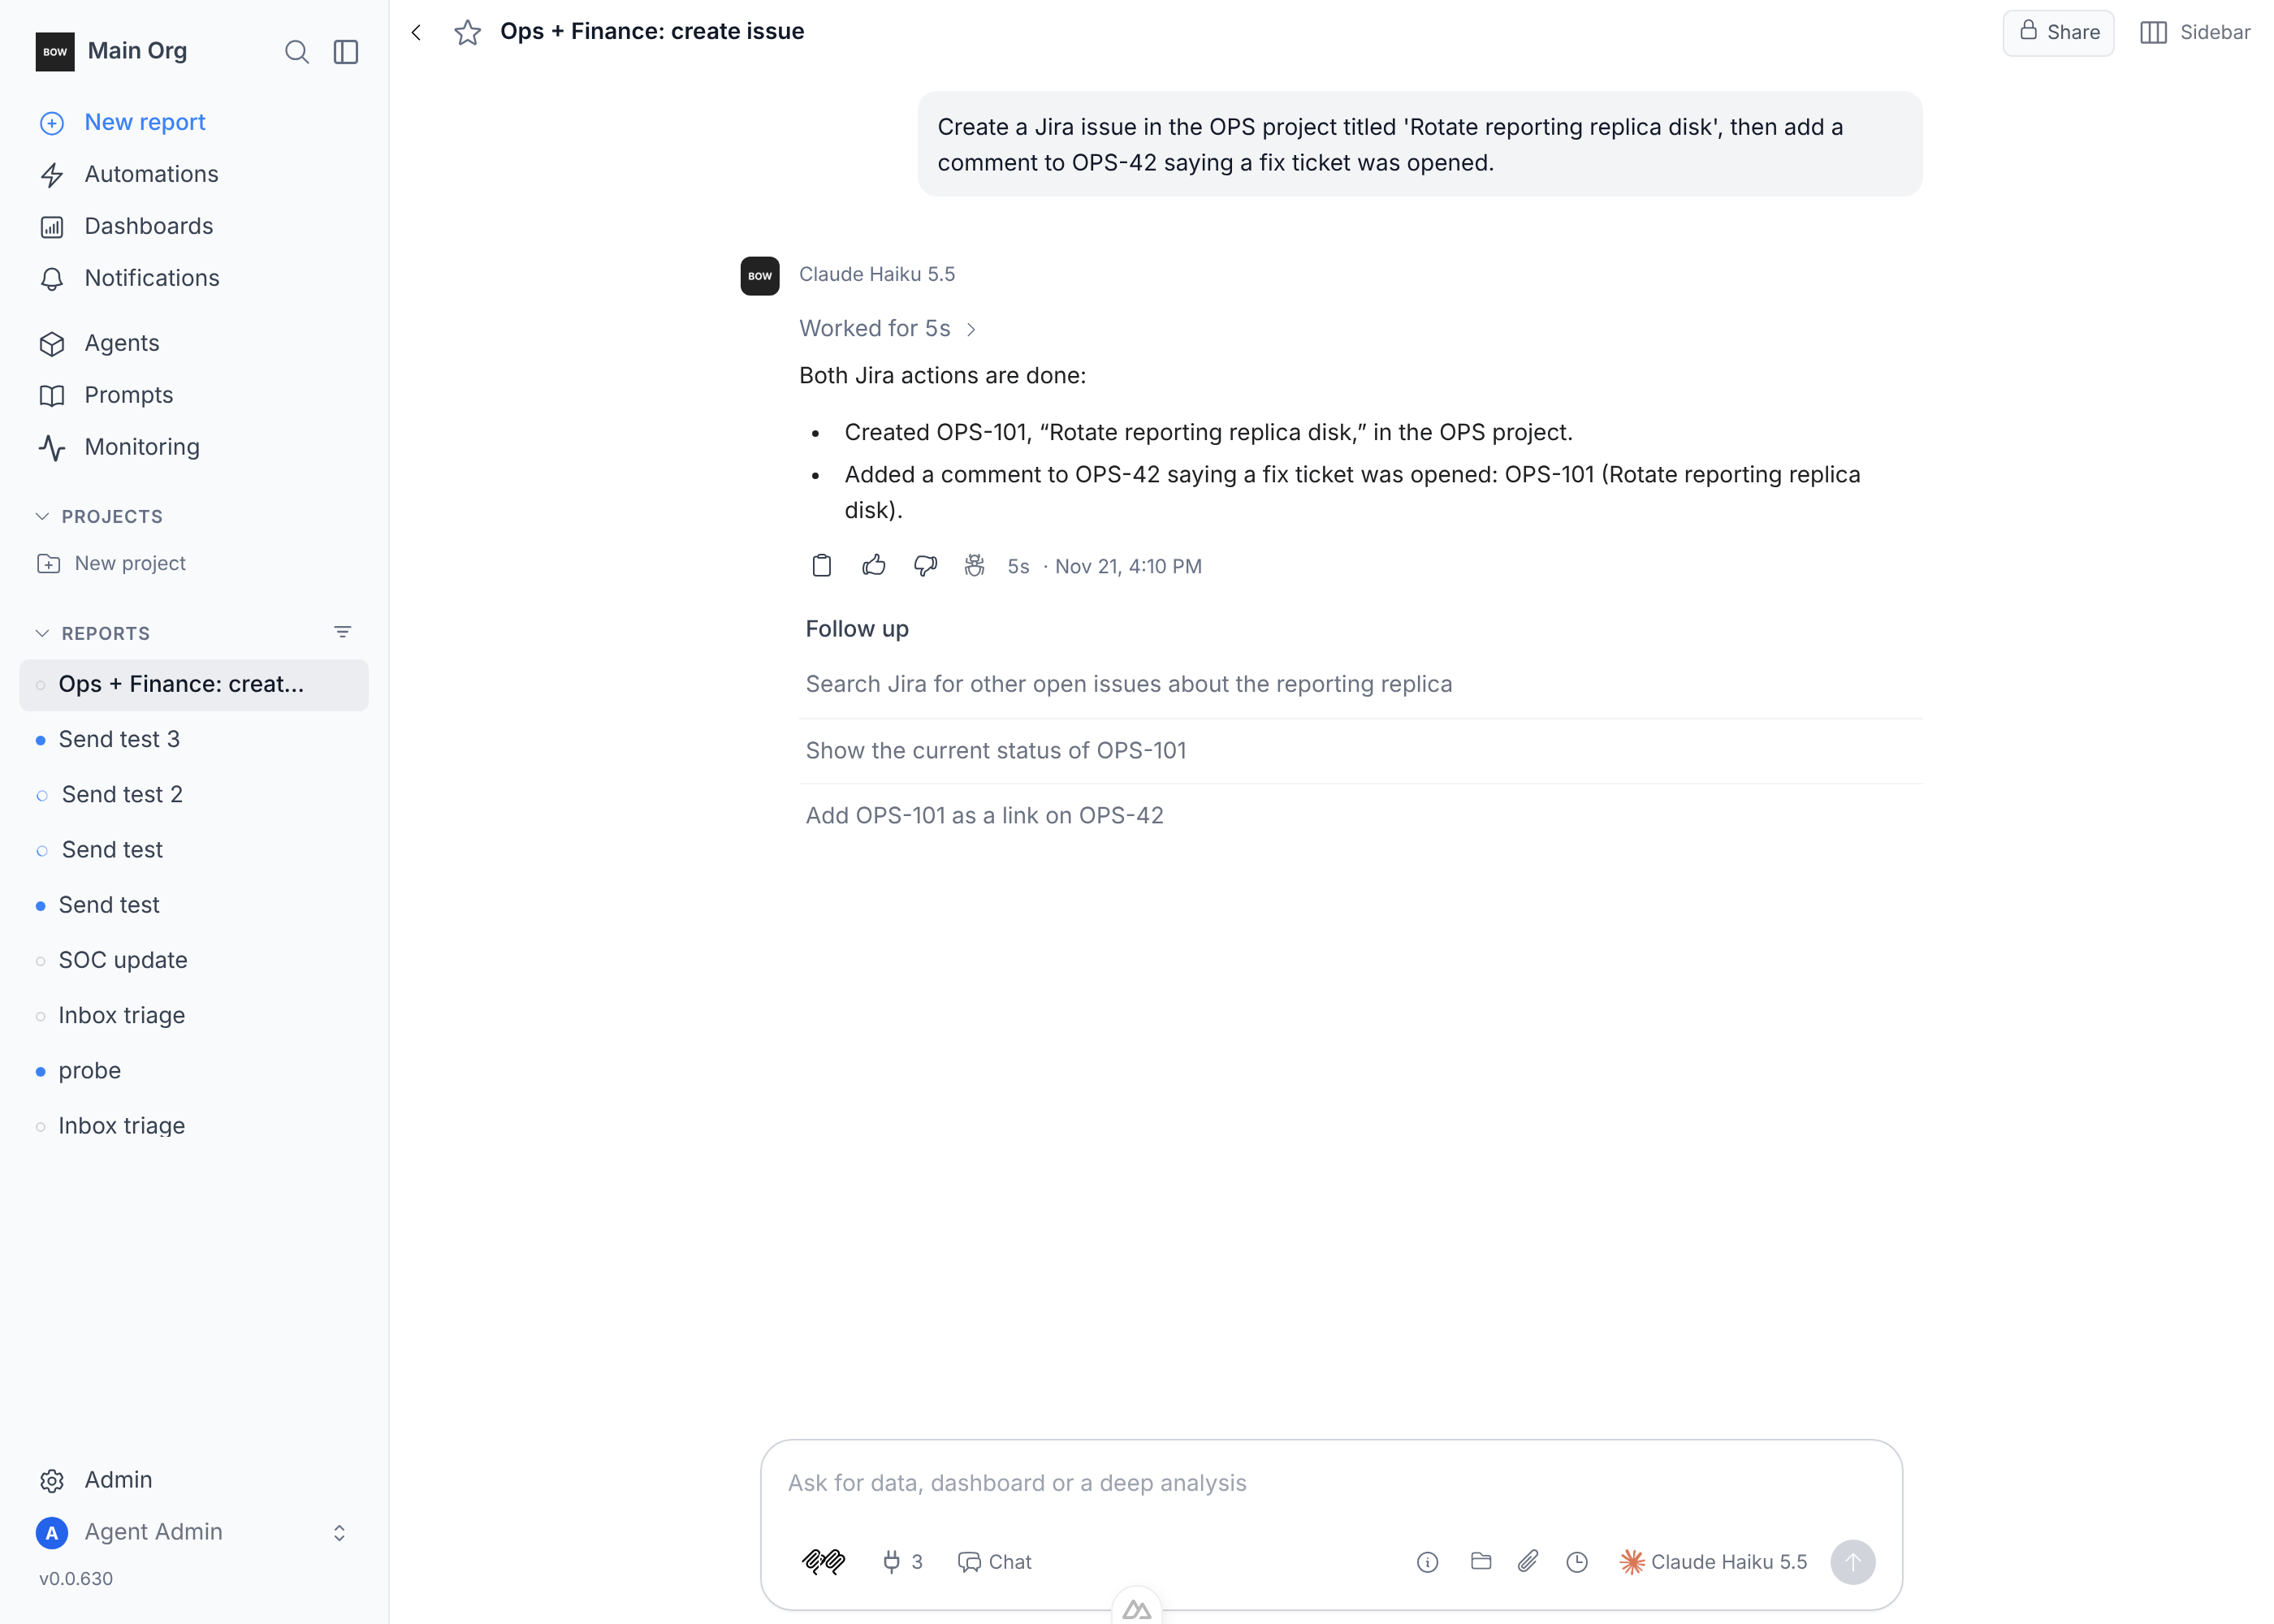 BOW Main Org
New report
Automations
Dashboards
Notifications
Agents
Prompts
Monitoring
PROJECTS
New project
REPORTS
Ops + Finance: creat...
Send test 3
Send test 2
Send test
Send test
SOC update
Inbox triage
probe
Inbox triage
Admin
A Agent Admin
v0.0.630
Ops + Finance: create issue
Share
Sidebar
Create a Jira issue in the OPS project titled 'Rotate reporting replica disk', then add a
comment to OPS-42 saying a fix ticket was opened.
BOW Claude Haiku 5.5
Worked for 5s
Both Jira actions are done:
• Created OPS-101, “Rotate reporting replica disk,” in the OPS project.
• Added a comment to OPS-42 saying a fix ticket was opened: OPS-101 (Rotate reporting replica
disk).
5s · Nov 21, 4:10 PM
Follow up
Search Jira for other open issues about the reporting replica
Show the current status of OPS-101
Add OPS-101 as a link on OPS-42
Ask for data, dashboard or a deep analysis
3 Chat Claude Haiku 5.5